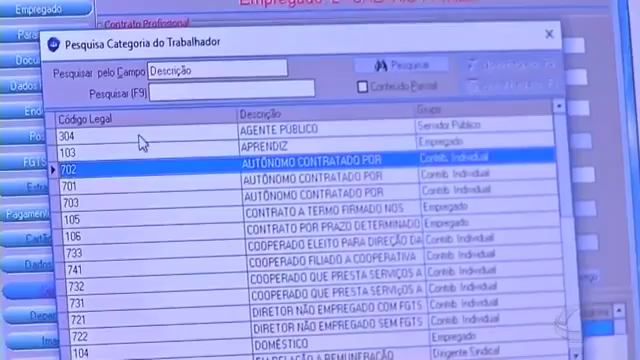 Empregado
Contrato Profissional
Pesquisa Categoria do Trabalhador
Pesquisar pelo Campo Descrição Pesquisar
Pesquisar (F9) Conteúdo Parcial
Código Legal Descrição Grupo
304 AGENTE PÚBLICO Servidor Público
103 APRENDIZ Empregado
702 AUTÔNOMO CONTRATADO POR Contrib. Individual
701 AUTÔNOMO CONTRATADO POR Contrib. Individual
703 AUTÔNOMO CONTRATADO POR Contrib. Individual
105 CONTRATO A TERMO FIRMADO NOS Empregado
106 CONTRATO POR PRAZO DETERMINADO Empregado
733 COOPERADO ELEITO PARA DIREÇÃO DA Contrib. Individual
741 COOPERADO FILIADO A COOPERATIVA Contrib. Individual
732 COOPERADO QUE PRESTA SERVIÇOS A Contrib. Individual
731 COOPERADO QUE PRESTA SERVIÇOS A Contrib. Individual
721 DIRETOR NÃO EMPREGADO COM FGTS Contrib. Individual
722 DIRETOR NÃO EMPREGADO SEM FGTS Contrib. Individual
104 DOMÉSTICO Empregado
RELAÇÃO A REMUNERAÇÃO Dirigente Sindical
FGTS
Pagamento
Dados